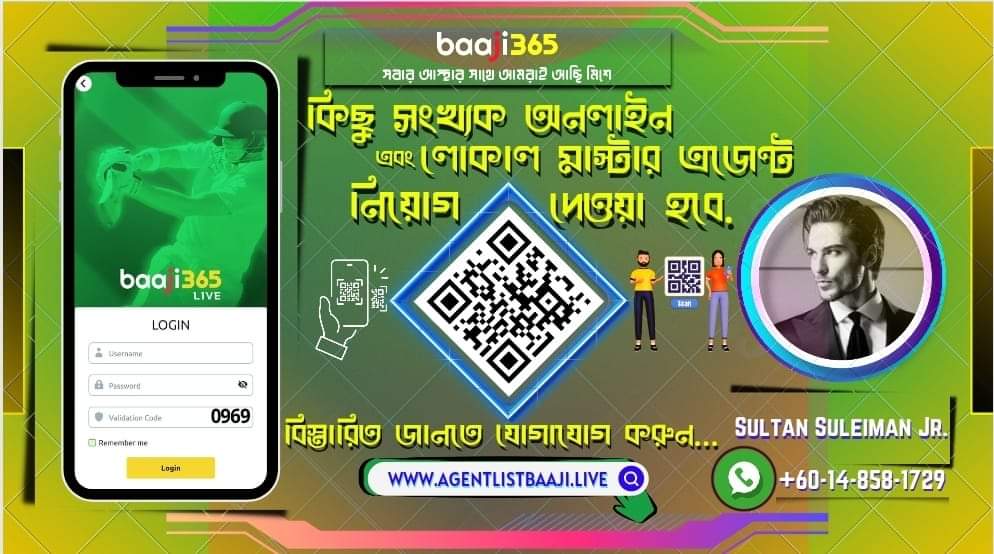 baaji365
সবার আস্থার সাথে আমরাই আছি মিশে
কিছু সংখ্যক অনলাইন
এবং লোকাল মাস্টার এজেন্ট
নিয়োগ দেওয়া হবে.
baaji365
LIVE
LOGIN
Username
Password
Validation Code 0969
Remember me
Login
Scan
বিস্তারিত জানতে যোগাযোগ করুন...
WWW.AGENTLISTBAAJI.LIVE
SULTAN SULEIMAN JR.
+60-14-858-1729